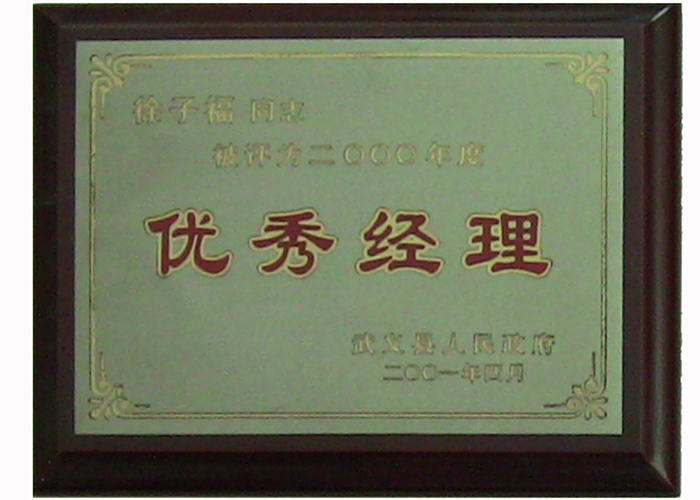 徐子福 同志
被评为二〇〇〇年度
优秀经理
武义县人民政府
二〇〇一年四月